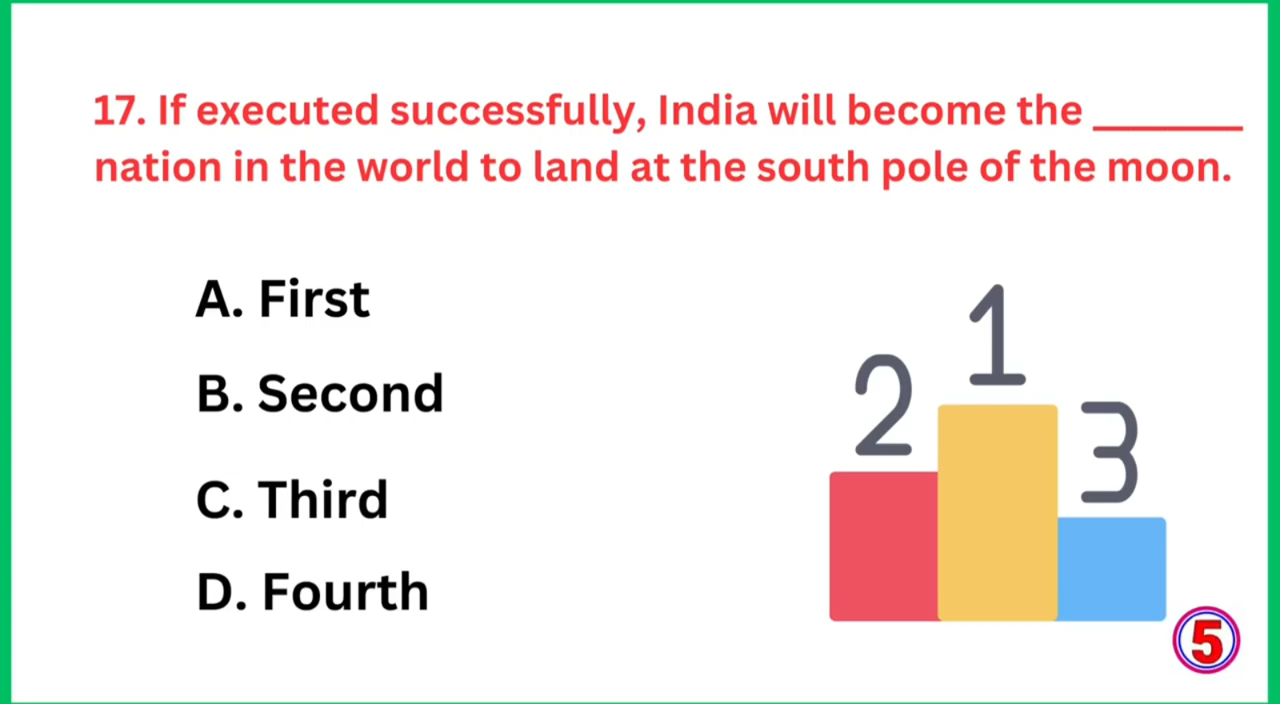 17. If executed successfully, India will become the _______
nation in the world to land at the south pole of the moon.
A. First
B. Second
C. Third
D. Fourth
1
2
3
5